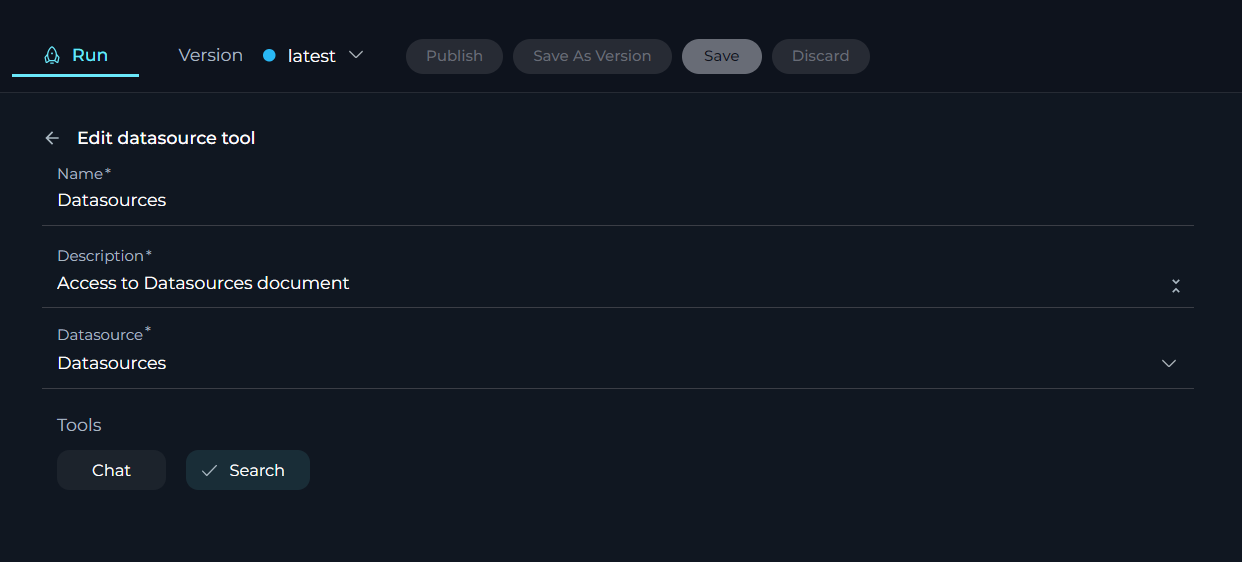 Run Version latest Publish Save As Version Save Discard
Edit datasource tool
Name*
Datasources
Description*
Access to Datasources document
Datasource*
Datasources
Tools
Chat Search